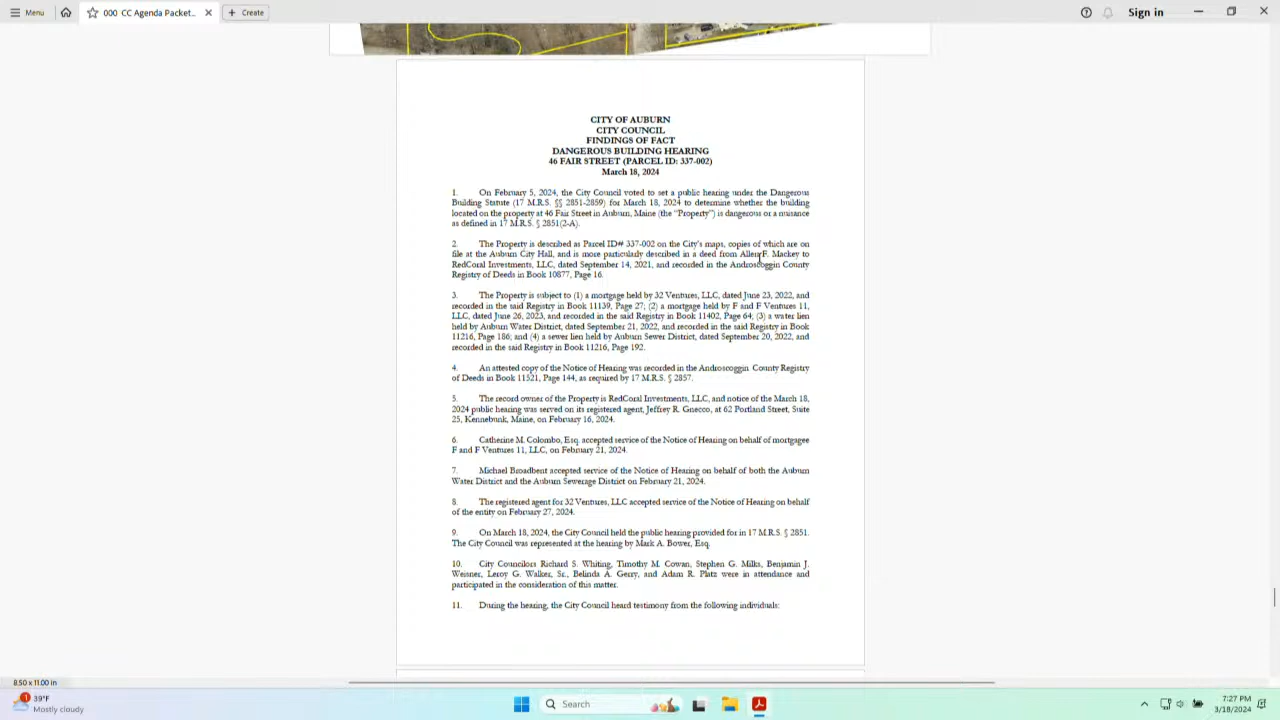 Menu
000 CC Agenda Packet...
Create
Sign in
CITY OF AUBURN
CITY COUNCIL
FINDINGS OF FACT
DANGEROUS BUILDING HEARING
46 FAIR STREET (PARCEL ID: 337-002)
March 18, 2024
1. On February 5, 2024, the City Council voted to set a public hearing under the Dangerous
Building Statute (17 M.R.S. §§ 2851-2859) for March 18, 2024 to determine whether the building
located on the property at 46 Fair Street in Auburn, Maine (the "Property") is dangerous or a nuisance
as defined in 17 M.R.S. § 2851(2-A).
2. The Property is described as Parcel ID# 337-002 on the City's maps, copies of which are on
file at the Auburn City Hall, and is more particularly described in a deed from Allen F. Mackey to
RedCoral Investments, LLC, dated September 14, 2021, and recorded in the Androscoggin County
Registry of Deeds in Book 10877, Page 16.
3. The Property is subject to (1) a mortgage held by 32 Ventures, LLC, dated June 23, 2022, and
recorded in the said Registry in Book 11139, Page 27; (2) a mortgage held by F and F Ventures 11,
LLC, dated June 26, 2023, and recorded in the said Registry in Book 11402, Page 64; (3) a water lien
held by Auburn Water District, dated September 21, 2022, and recorded in the said Registry in Book
11216, Page 186; and (4) a sewer lien held by Auburn Sewer District, dated September 20, 2022, and
recorded in the said Registry in Book 11216, Page 192.
4. An attested copy of the Notice of Hearing was recorded in the Androscoggin County Registry
of Deeds in Book 11521, Page 144, as required by 17 M.R.S. § 2857.
5. The record owner of the Property is RedCoral Investments, LLC, and notice of the March 18,
2024 public hearing was served on its registered agent, Jeffrey R. Gnecco, at 62 Portland Street, Suite
25, Kennebunk, Maine, on February 16, 2024.
6. Catherine M. Colombo, Esq. accepted service of the Notice of Hearing on behalf of mortgagee
F and F Ventures 11, LLC, on February 21, 2024.
7. Michael Broadbent accepted service of the Notice of Hearing on behalf of both the Auburn
Water District and the Auburn Sewerage District on February 21, 2024.
8. The registered agent for 32 Ventures, LLC accepted service of the Notice of Hearing on behalf
of the entity on February 27, 2024.
9. On March 18, 2024, the City Council held the public hearing provided for in 17 M.R.S. § 2851.
The City Council was represented at the hearing by Mark A. Bower, Esq.
10. City Councilors Richard S. Whiting, Timothy M. Cowan, Stephen G. Milks, Benjamin J.
Weisner, Leroy G. Walker, Sr., Belinda A. Gerry, and Adam R. Platz were in attendance and
participated in the consideration of this matter.
11. During the hearing, the City Council heard testimony from the following individuals:
8.50 x 11.00 in
1
39°F
Mostly cloudy
Search
7:27 PM
3/18/2024